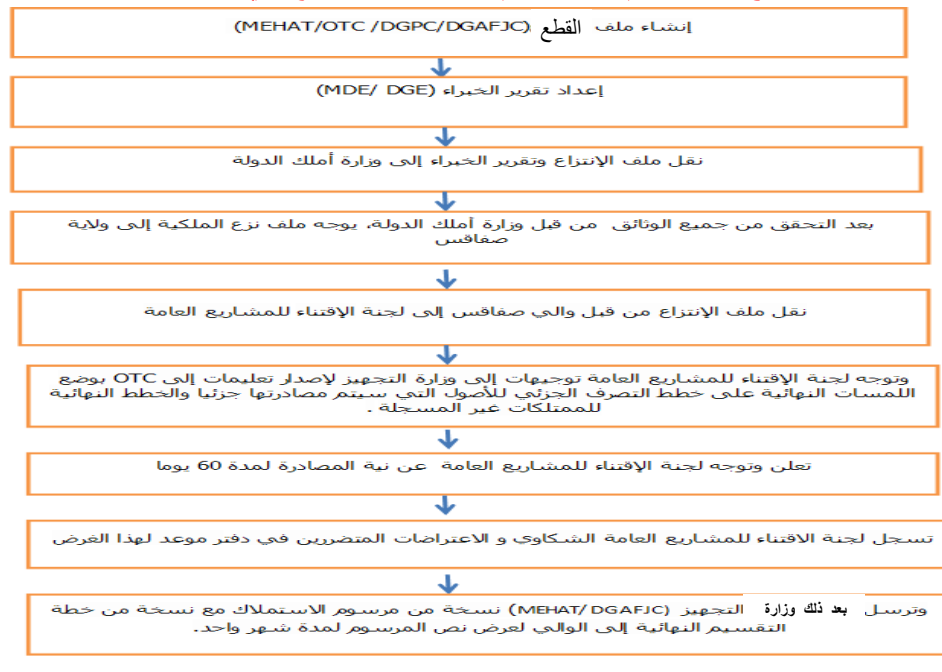 إنشاء ملف القطع (MEHAT/OTC /DGPC/DGAFJC)
إعداد تقرير الخبراء (MDE/ DGE)
نقل ملف الإنتزاع وتقرير الخبراء إلى وزارة أملك الدولة
بعد التحقق من جميع الوثائق من قبل وزارة أملك الدولة، يوجه ملف نزع الملكية إلى ولاية
صفاقس
نقل ملف الإنتزاع من قبل والي صفاقس إلى لجنة الإقتناء للمشاريع العامة
وتوجه لجنة الإقتناء للمشاريع العامة توجيهات إلى وزارة التجهيز لإصدار تعليمات إلى OTC بوضع
اللمسات النهائية على خطط التصرف الجزئي للأصول التي سيتم مصادرتها جزئيا والخطط النهائية
للممتلكات غير المسجلة .
تعلن وتوجه لجنة الإقتناء للمشاريع العامة عن نية المصادرة لمدة 60 يوما
تسجل لجنة الاقتناء للمشاريع العامة الشكاوي و الاعتراضات المتضررين في دفتر موعد لهذا الغرض
وترسل بعد ذلك وزارة التجهيز (MEHAT/ DGAFJC) نسخة من مرسوم الاستملاك مع نسخة من خطة
التقسيم النهائية إلى الوالي لعرض نص المرسوم لمدة شهر واحد.